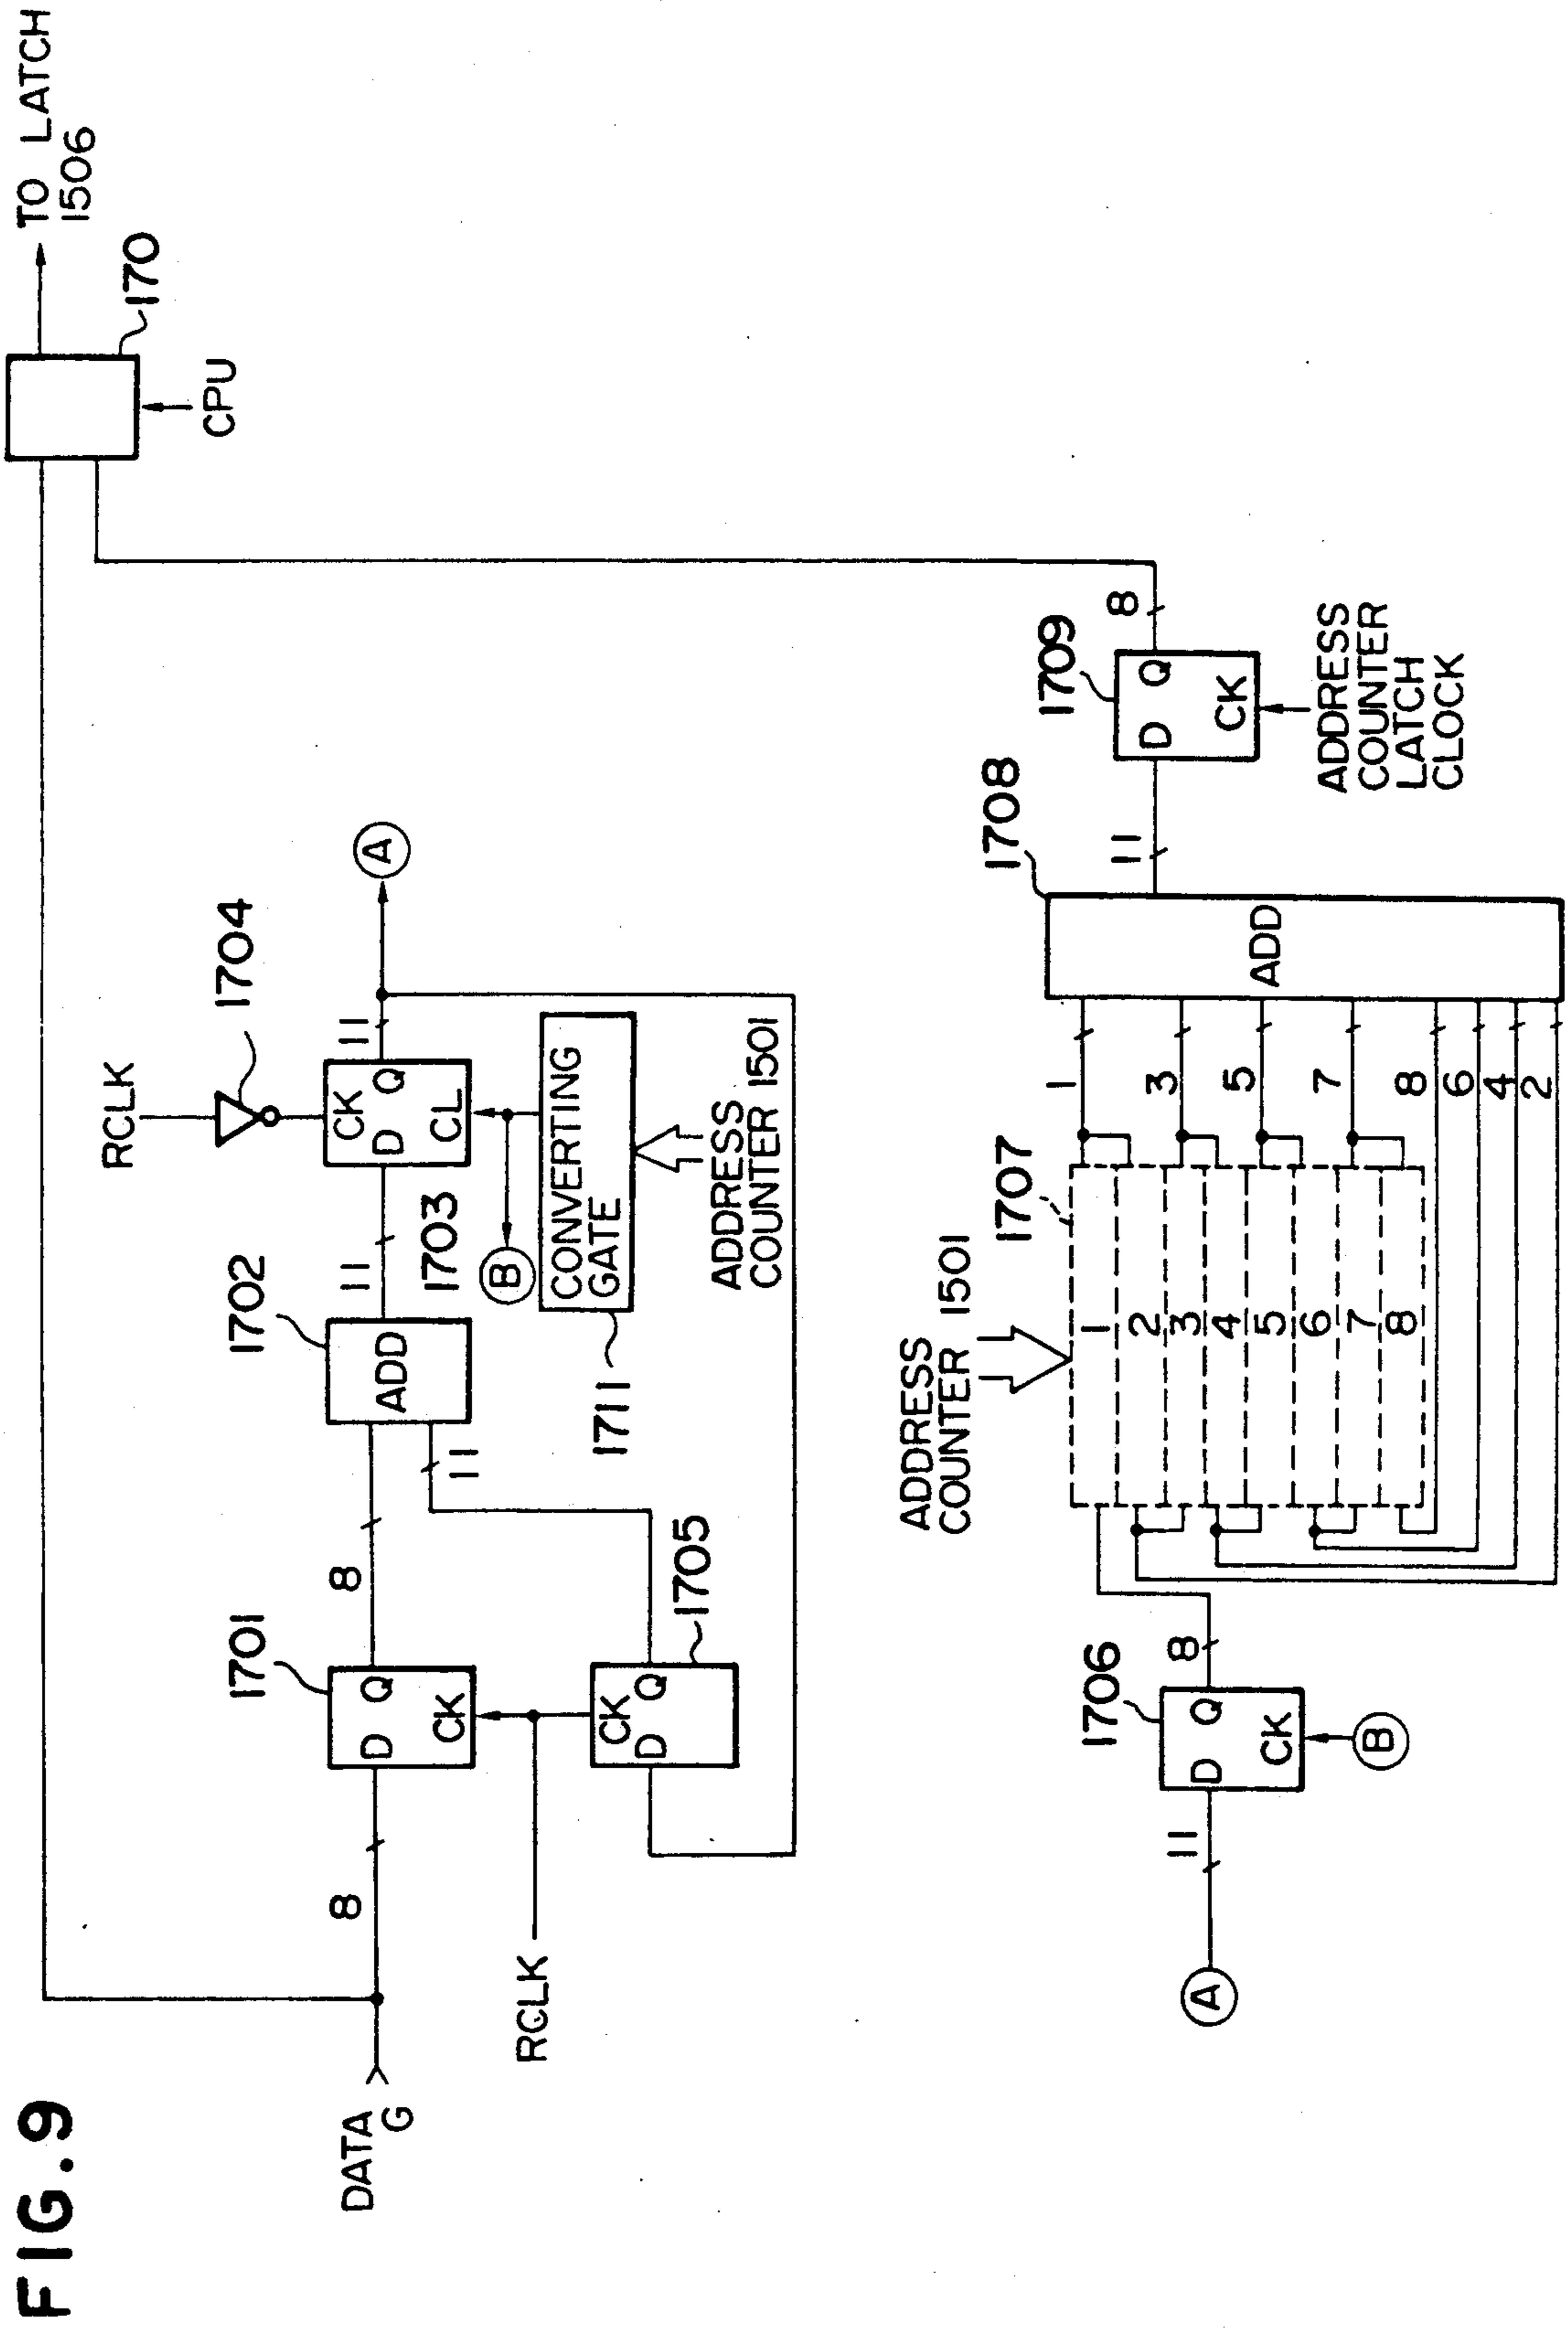 FIG.9
TO LATCH
1506
170
CPU
DATA
G
8
1701
D Q
CK
8
RCLK
CK
D Q
1705
11
1702
ADD
11
1703
RCLK
1704
CK
D Q
CL
11
A
B
CONVERTING
GATE
1711
ADDRESS
COUNTER 1501
A
11
1706
D Q
CK
B
8
ADDRESS
COUNTER 1501
1707
1
2
3
4
5
6
7
8
1
3
5
7
8
6
4
2
1708
ADD
11
1709
D Q
CK
8
ADDRESS
COUNTER
LATCH
CLOCK